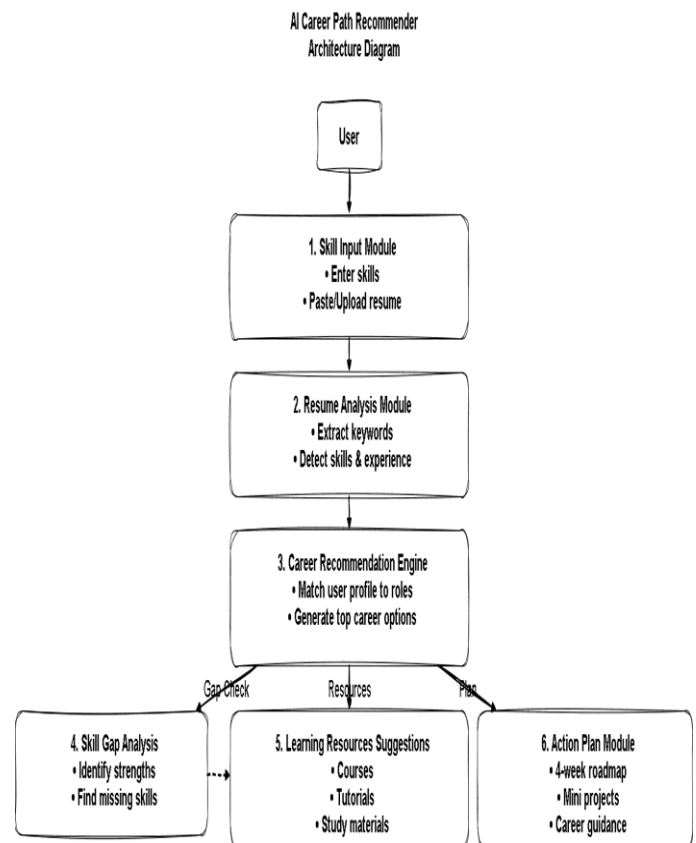 AI Career Path Recommender
Architecture Diagram
User
1. Skill Input Module
• Enter skills
• Paste/Upload resume
2. Resume Analysis Module
• Extract keywords
• Detect skills & experience
3. Career Recommendation Engine
• Match user profile to roles
• Generate top career options
Gap Check
Resources
Plan
4. Skill Gap Analysis
• Identify strengths
• Find missing skills
5. Learning Resources Suggestions
• Courses
• Tutorials
• Study materials
6. Action Plan Module
• 4-week roadmap
• Mini projects
• Career guidance